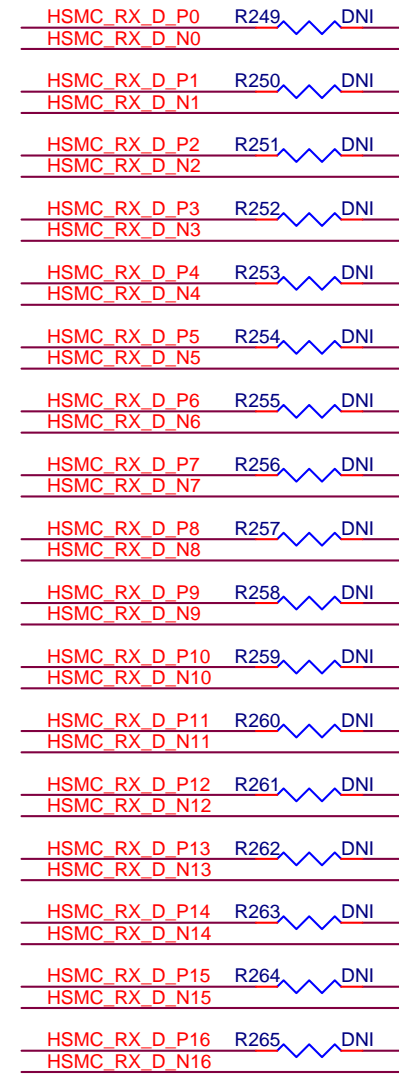 HSMC_RX_D_P0 R249 DNI
HSMC_RX_D_N0
HSMC_RX_D_P1 R250 DNI
HSMC_RX_D_N1
HSMC_RX_D_P2 R251 DNI
HSMC_RX_D_N2
HSMC_RX_D_P3 R252 DNI
HSMC_RX_D_N3
HSMC_RX_D_P4 R253 DNI
HSMC_RX_D_N4
HSMC_RX_D_P5 R254 DNI
HSMC_RX_D_N5
HSMC_RX_D_P6 R255 DNI
HSMC_RX_D_N6
HSMC_RX_D_P7 R256 DNI
HSMC_RX_D_N7
HSMC_RX_D_P8 R257 DNI
HSMC_RX_D_N8
HSMC_RX_D_P9 R258 DNI
HSMC_RX_D_N9
HSMC_RX_D_P10 R259 DNI
HSMC_RX_D_N10
HSMC_RX_D_P11 R260 DNI
HSMC_RX_D_N11
HSMC_RX_D_P12 R261 DNI
HSMC_RX_D_N12
HSMC_RX_D_P13 R262 DNI
HSMC_RX_D_N13
HSMC_RX_D_P14 R263 DNI
HSMC_RX_D_N14
HSMC_RX_D_P15 R264 DNI
HSMC_RX_D_N15
HSMC_RX_D_P16 R265 DNI
HSMC_RX_D_N16